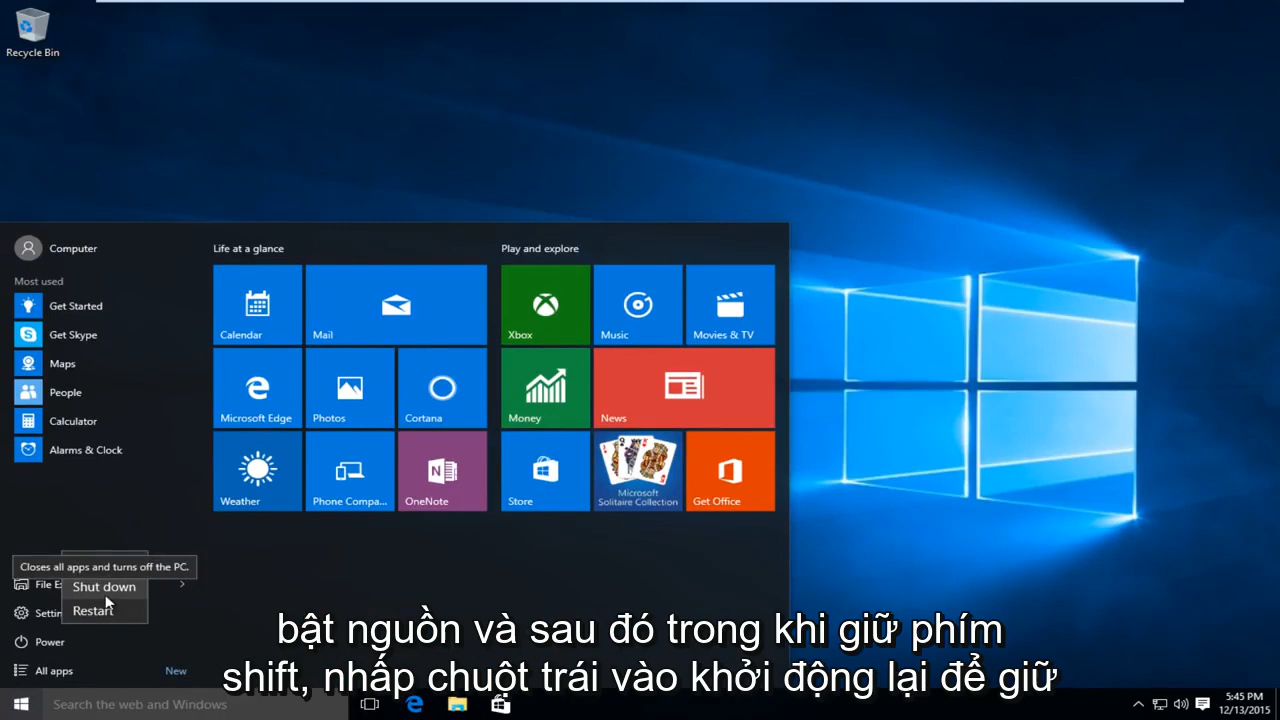 Recycle Bin
Computer
Most used
Get Started
Get Skype
Maps
People
Calculator
Alarms & Clock
Life at a glance
Calendar
Mail
Microsoft Edge
Photos
Cortana
Weather
Phone Compa...
OneNote
Play and explore
Xbox
Music
Movies & TV
Money
News
Store
Microsoft
Solitaire Collection
Get Office
Closes all apps and turns off the PC.
File E
Shut down
Settin
Restart
Power
All apps
New
bật nguồn và sau đó trong khi giữ phím
shift, nhấp chuột trái vào khởi động lại để giữ
Search the web and Windows
5:45 PM
12/13/2015